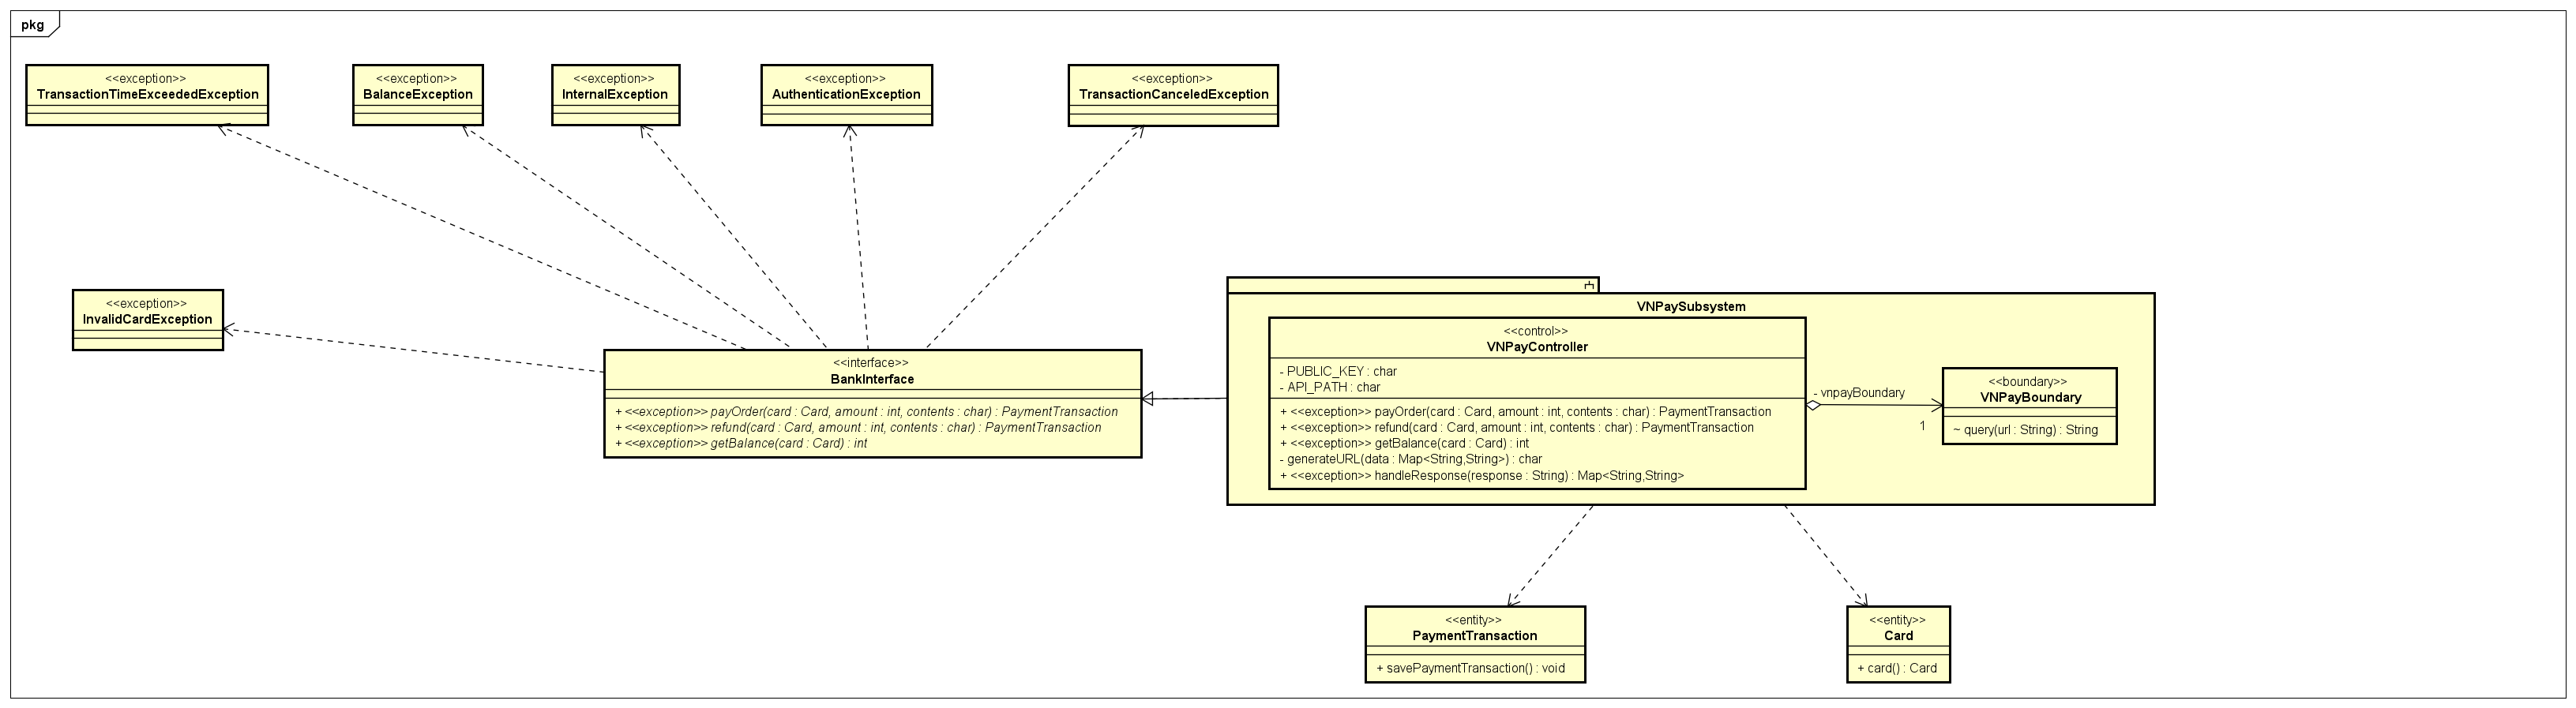 pkg
<<exception>>
TransactionTimeExceededException
<<exception>>
BalanceException
<<exception>>
InternalException
<<exception>>
AuthenticationException
<<exception>>
TransactionCanceledException
<<exception>>
InvalidCardException
<<interface>>
BankInterface
+ <<exception>> payOrder(card : Card, amount : int, contents : char) : PaymentTransaction
+ <<exception>> refund(card : Card, amount : int, contents : char) : PaymentTransaction
+ <<exception>> getBalance(card : Card) : int
VNPaySubsystem
<<control>>
VNPayController
- PUBLIC_KEY : char
- API_PATH : char
+ <<exception>> payOrder(card : Card, amount : int, contents : char) : PaymentTransaction
+ <<exception>> refund(card : Card, amount : int, contents : char) : PaymentTransaction
+ <<exception>> getBalance(card : Card) : int
- generateURL(data : Map<String,String>) : char
+ <<exception>> handleResponse(response : String) : Map<String,String>
- vnpayBoundary
1
<<boundary>>
VNPayBoundary
~ query(url : String) : String
<<entity>>
PaymentTransaction
+ savePaymentTransaction() : void
<<entity>>
Card
+ card() : Card